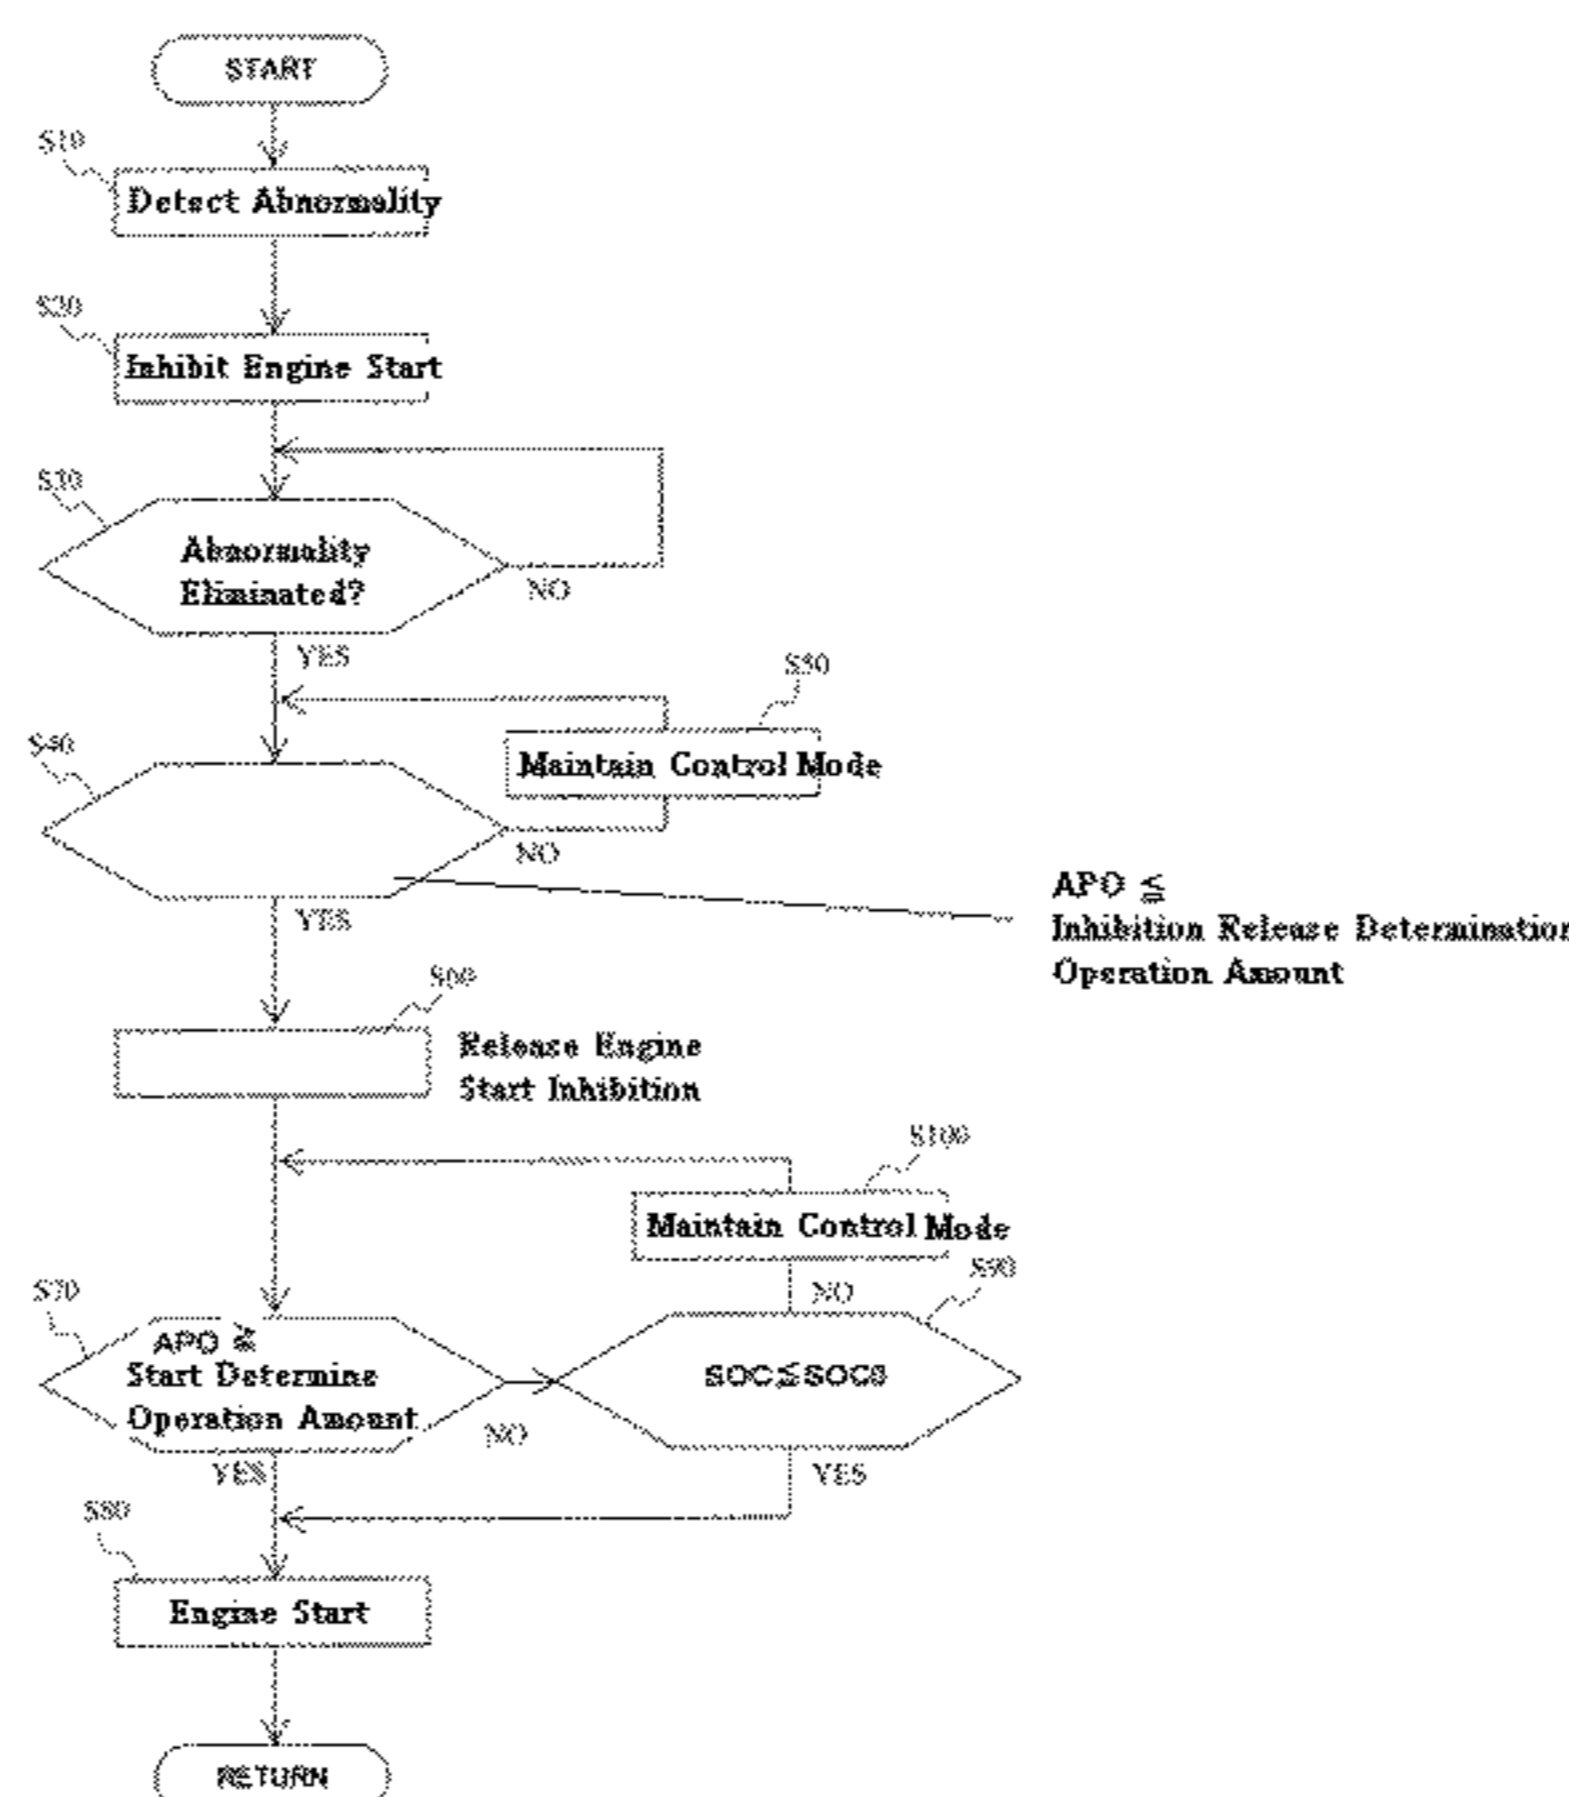 START
S10
Detect Abnormality
S20
Inhibit Engine Start
S30
Abnormality
Eliminated?
NO
YES
S50
Maintain Control Mode
S40
NO
YES
APO ≦
Inhibition Release Determination
Operation Amount
S60
Release Engine
Start Inhibition
S100
Maintain Control Mode
S90
NO
S70
APO ≧
Start Determine
Operation Amount
NO
YES
SOC≦SOCS
YES
S80
Engine Start
RETURN